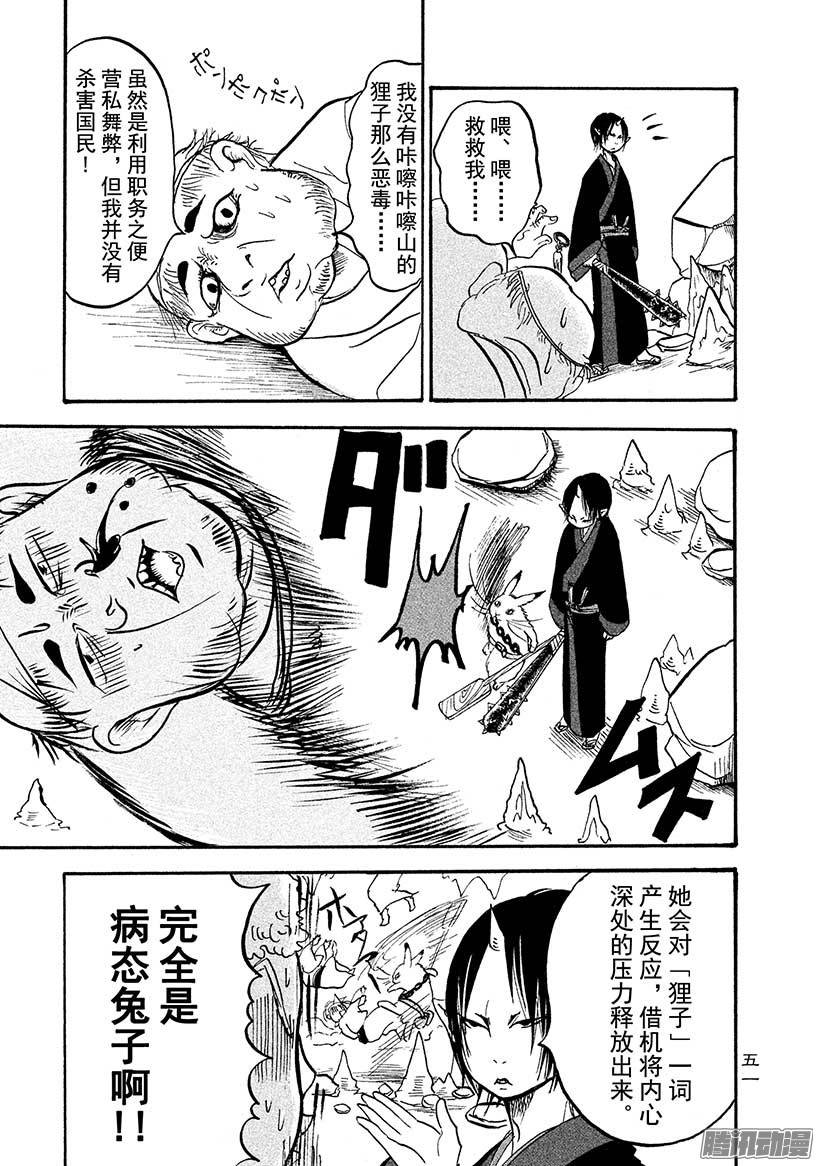 喂、喂……
救救我……
ポンポクポン
我没有咔嚓咔嚓山的
狸子那么恶毒……
虽然是利用职务之便
营私舞弊，但我并没有
杀害国民！
ダ
ムッ
她会对「狸子」一词
产生反应，借机将内心
深处的压力释放出来。
完全是
病态兔子啊!!
五一
腾讯动漫